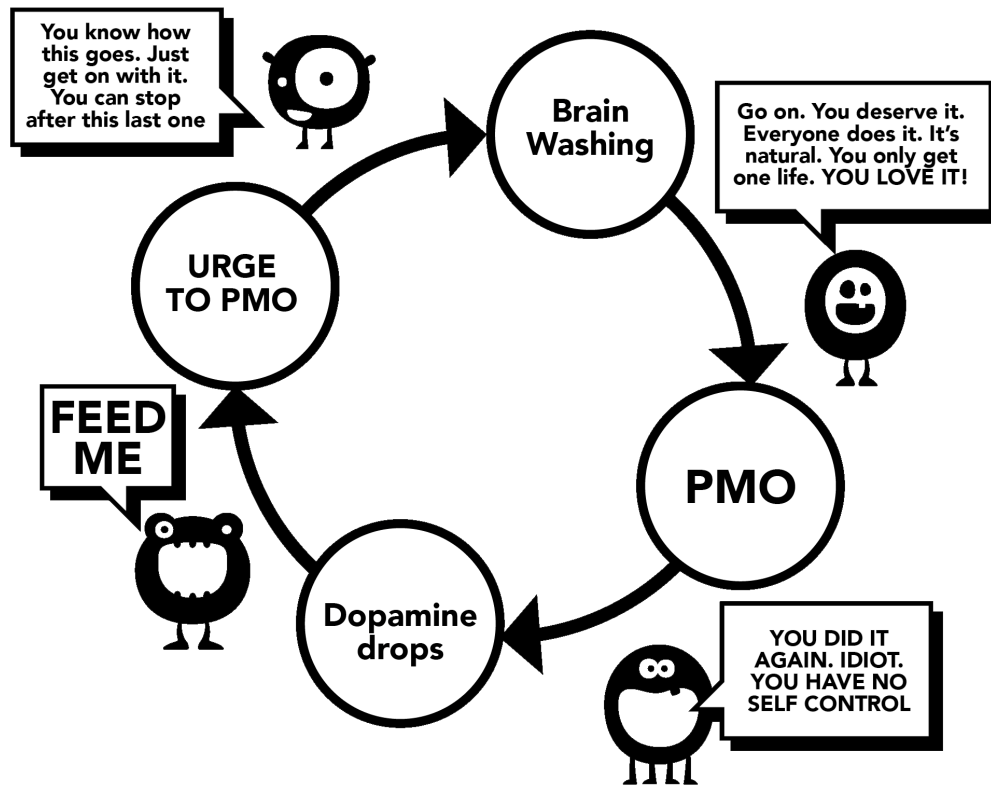 You know how
this goes. Just
get on with it.
You can stop
after this last one
Brain
Washing
Go on. You deserve it.
Everyone does it. It's
natural. You only get
one life. YOU LOVE IT!
URGE
TO PMO
FEED
ME
PMO
Dopamine
drops
YOU DID IT
AGAIN. IDIOT.
YOU HAVE NO
SELF CONTROL